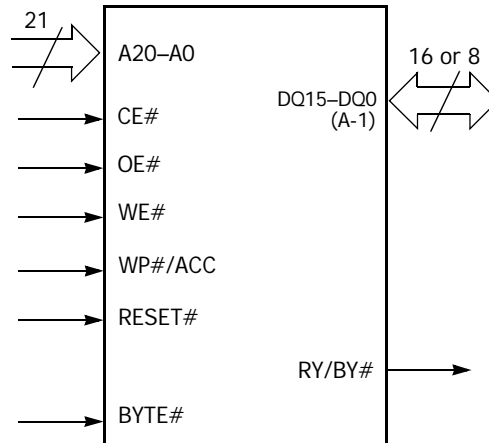 21
A20–A0
16 or 8
DQ15–DQ0
(A-1)
CE#
OE#
WE#
WP#/ACC
RESET#
RY/BY#
BYTE#